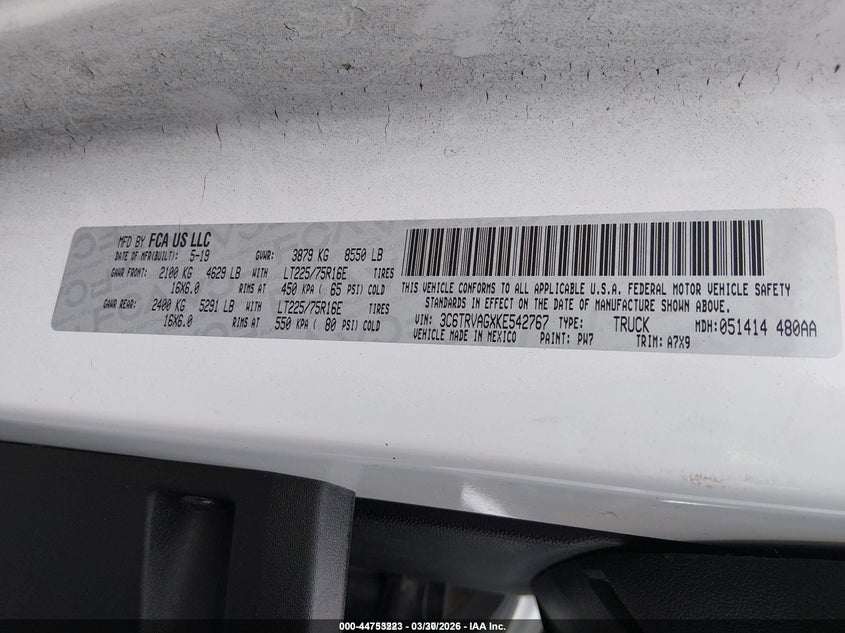 MFD BY FCA US LLC
DATE OF MFR(BUILT): 5-19 GVWR: 3879 KG 8550 LB
GAWR FRONT: 2100 KG 4629 LB WITH LT225/75R16E TIRES
16X6.0 RIMS AT 450 KPA ( 65 PSI) COLD
GAWR REAR: 2400 KG 5291 LB WITH LT225/75R16E TIRES
16X6.0 RIMS AT 550 KPA ( 80 PSI) COLD
THIS VEHICLE CONFORMS TO ALL APPLICABLE U.S.A. FEDERAL MOTOR VEHICLE SAFETY
STANDARDS IN EFFECT ON THE DATE OF MANUFACTURE SHOWN ABOVE.
VIN: 3C6TRVAGXKE542767 TYPE: TRUCK MDH:051414 480AA
VEHICLE MADE IN MEXICO PAINT: PW7 TRIM: A7X9
IAA Inc.